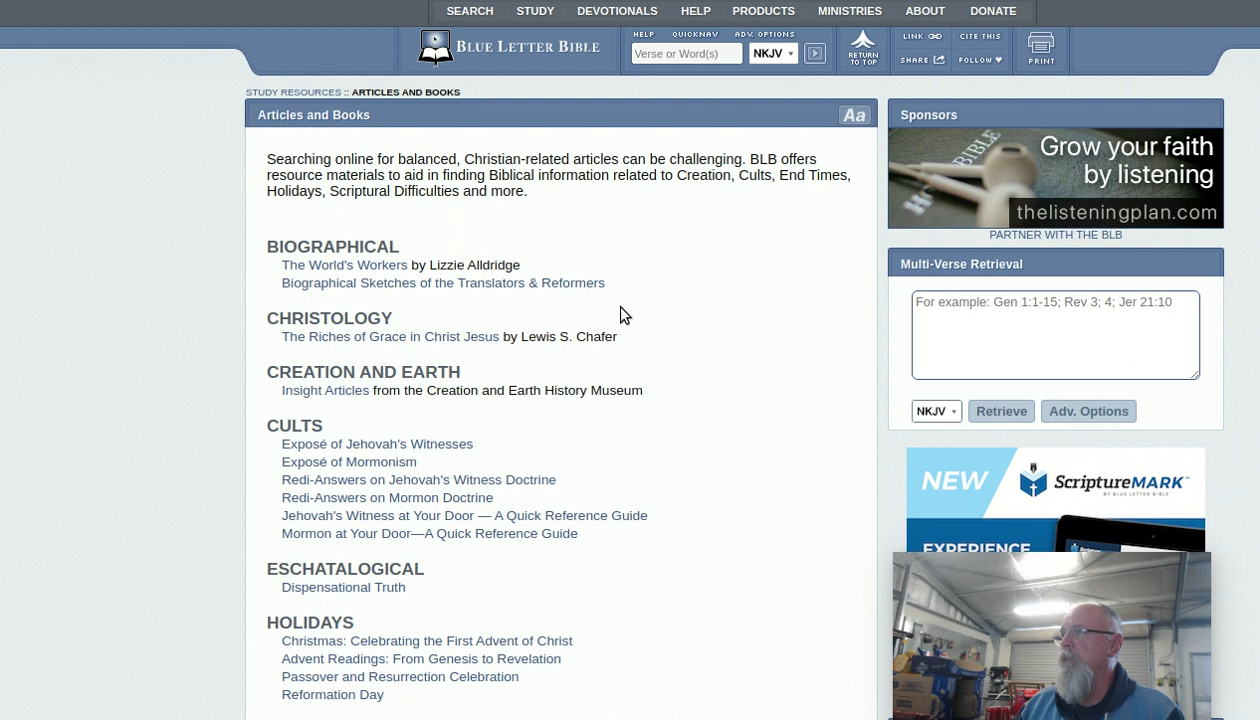 SEARCH STUDY DEVOTIONALS HELP PRODUCTS MINISTRIES ABOUT DONATE
BLUE LETTER BIBLE
HELP QUICKNAV ADV. OPTIONS
Verse or Word(s) NKJV
RETURN TO TOP
LINK CITE THIS
SHARE FOLLOW
PRINT
STUDY RESOURCES :: ARTICLES AND BOOKS
Articles and Books
Aa
Searching online for balanced, Christian-related articles can be challenging. BLB offers
resource materials to aid in finding Biblical information related to Creation, Cults, End Times,
Holidays, Scriptural Difficulties and more.
BIOGRAPHICAL
The World's Workers by Lizzie Alldridge
Biographical Sketches of the Translators & Reformers
CHRISTOLOGY
The Riches of Grace in Christ Jesus by Lewis S. Chafer
CREATION AND EARTH
Insight Articles from the Creation and Earth History Museum
CULTS
Exposé of Jehovah's Witnesses
Exposé of Mormonism
Redi-Answers on Jehovah's Witness Doctrine
Redi-Answers on Mormon Doctrine
Jehovah's Witness at Your Door — A Quick Reference Guide
Mormon at Your Door—A Quick Reference Guide
ESCHATALOGICAL
Dispensational Truth
HOLIDAYS
Christmas: Celebrating the First Advent of Christ
Advent Readings: From Genesis to Revelation
Passover and Resurrection Celebration
Reformation Day
Sponsors
BIBLE
Grow your faith
by listening
thelisteningplan.com
PARTNER WITH THE BLB
Multi-Verse Retrieval
For example: Gen 1:1-15; Rev 3; 4; Jer 21:10
NKJV Retrieve Adv. Options
NEW
ScriptureMARK™
BY BLUE LETTER BIBLE
EXPERIENCE